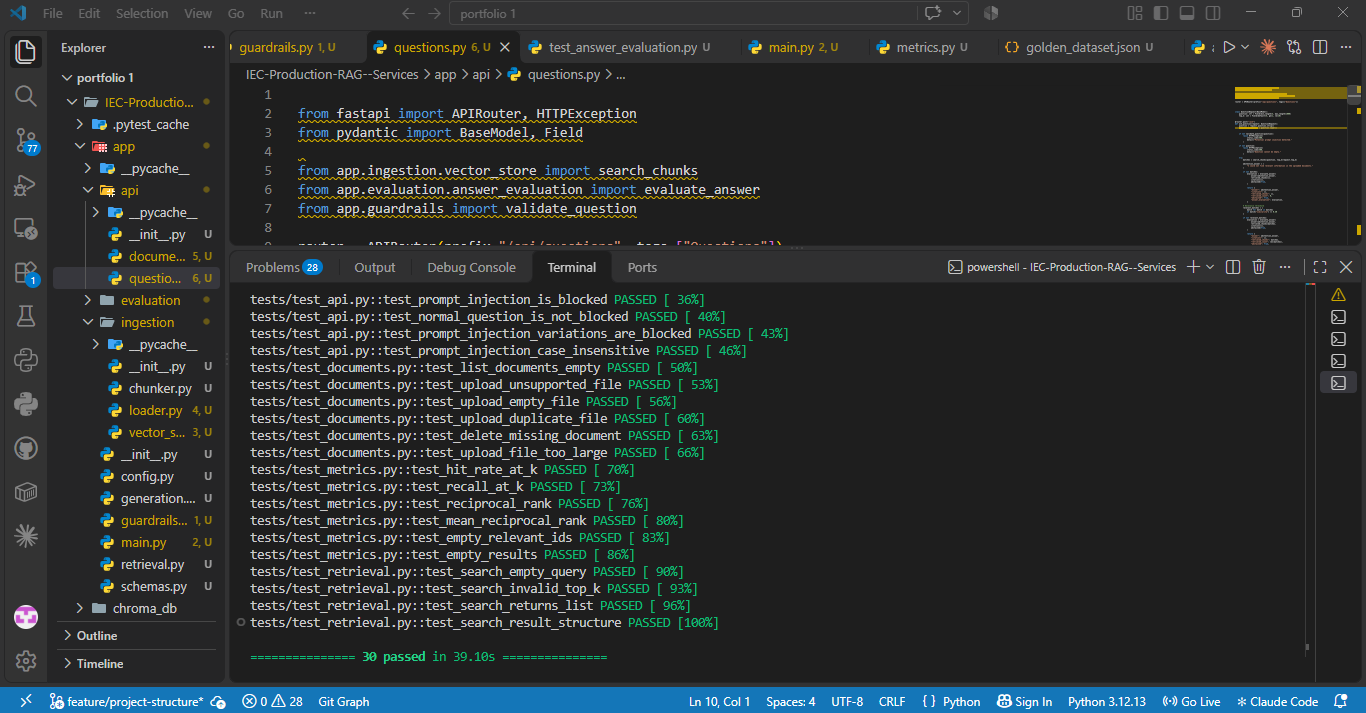 File Edit Selection View Go Run ··· portfolio 1
Explorer ···
portfolio 1
IEC-Productio...
.pytest_cache
app
__pycache__
api
__pycache__
__init__.py U
docume... 5, U
questio... 6, U
evaluation
ingestion
__pycache__
__init__.py U
chunker.py U
loader.py 4, U
vector_s... 3, U
__init__.py U
config.py U
generation.... U
guardrails... 1, U
main.py 2, U
retrieval.py U
schemas.py U
chroma_db
Outline
Timeline
77
1
guardrails.py 1, U questions.py 6, U test_answer_evaluation.py U main.py 2, U metrics.py U golden_dataset.json U
IEC-Production-RAG--Services > app > api > questions.py > ...
1
2 from fastapi import APIRouter, HTTPException
3 from pydantic import BaseModel, Field
4
5 from app.ingestion.vector_store import search_chunks
6 from app.evaluation.answer_evaluation import evaluate_answer
7 from app.guardrails import validate_question
8
router = APIRouter(prefix="/api/questions", tags=["Questions"])
Problems 28 Output Debug Console Terminal Ports powershell - IEC-Production-RAG--Services
tests/test_api.py::test_prompt_injection_is_blocked PASSED [ 36%]
tests/test_api.py::test_normal_question_is_not_blocked PASSED [ 40%]
tests/test_api.py::test_prompt_injection_variations_are_blocked PASSED [ 43%]
tests/test_api.py::test_prompt_injection_case_insensitive PASSED [ 46%]
tests/test_documents.py::test_list_documents_empty PASSED [ 50%]
tests/test_documents.py::test_upload_unsupported_file PASSED [ 53%]
tests/test_documents.py::test_upload_empty_file PASSED [ 56%]
tests/test_documents.py::test_upload_duplicate_file PASSED [ 60%]
tests/test_documents.py::test_delete_missing_document PASSED [ 63%]
tests/test_documents.py::test_upload_file_too_large PASSED [ 66%]
tests/test_metrics.py::test_hit_rate_at_k PASSED [ 70%]
tests/test_metrics.py::test_recall_at_k PASSED [ 73%]
tests/test_metrics.py::test_reciprocal_rank PASSED [ 76%]
tests/test_metrics.py::test_mean_reciprocal_rank PASSED [ 80%]
tests/test_metrics.py::test_empty_relevant_ids PASSED [ 83%]
tests/test_metrics.py::test_empty_results PASSED [ 86%]
tests/test_retrieval.py::test_search_empty_query PASSED [ 90%]
tests/test_retrieval.py::test_search_invalid_top_k PASSED [ 93%]
tests/test_retrieval.py::test_search_returns_list PASSED [ 96%]
tests/test_retrieval.py::test_search_result_structure PASSED [100%]
=============== 30 passed in 39.10s ===============
feature/project-structure* 0 28 Git Graph Ln 10, Col 1 Spaces: 4 UTF-8 CRLF { } Python Sign In Python 3.12.13 Go Live Claude Code